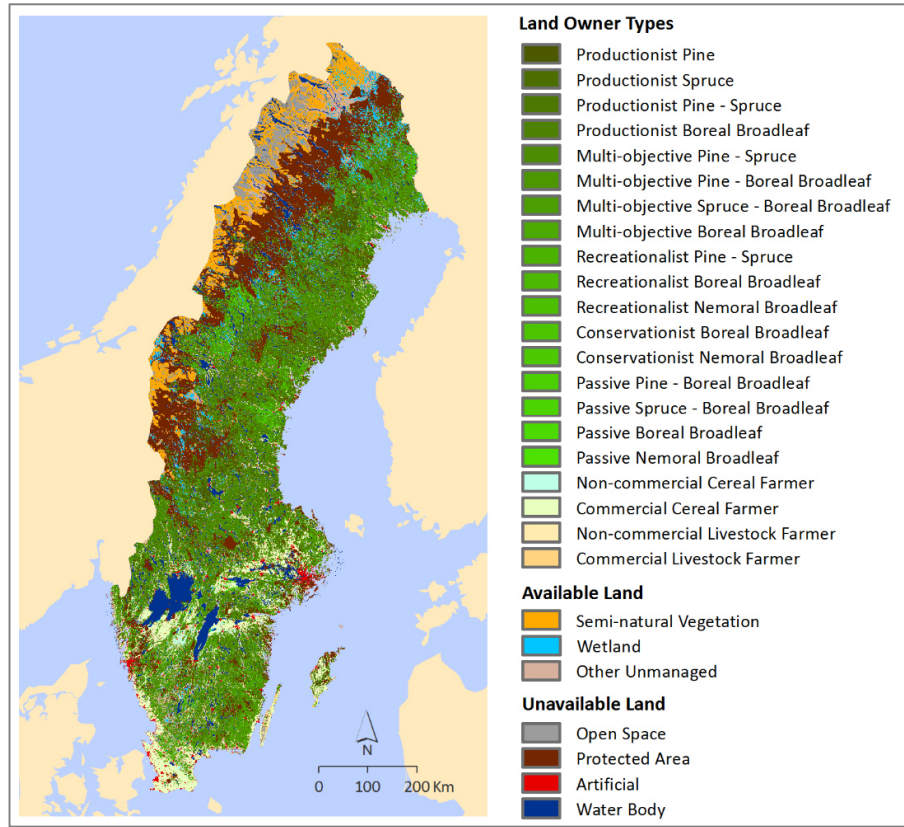 Land Owner Types
Productionist Pine
Productionist Spruce
Productionist Pine - Spruce
Productionist Boreal Broadleaf
Multi-objective Pine - Spruce
Multi-objective Pine - Boreal Broadleaf
Multi-objective Spruce - Boreal Broadleaf
Multi-objective Boreal Broadleaf
Recreationalist Pine - Spruce
Recreationalist Boreal Broadleaf
Recreationalist Nemoral Broadleaf
Conservationist Boreal Broadleaf
Conservationist Nemoral Broadleaf
Passive Pine - Boreal Broadleaf
Passive Spruce - Boreal Broadleaf
Passive Boreal Broadleaf
Passive Nemoral Broadleaf
Non-commercial Cereal Farmer
Commercial Cereal Farmer
Non-commercial Livestock Farmer
Commercial Livestock Farmer
Available Land
Semi-natural Vegetation
Wetland
Other Unmanaged
Unavailable Land
Open Space
Protected Area
Artificial
Water Body
N
0 100 200 Km